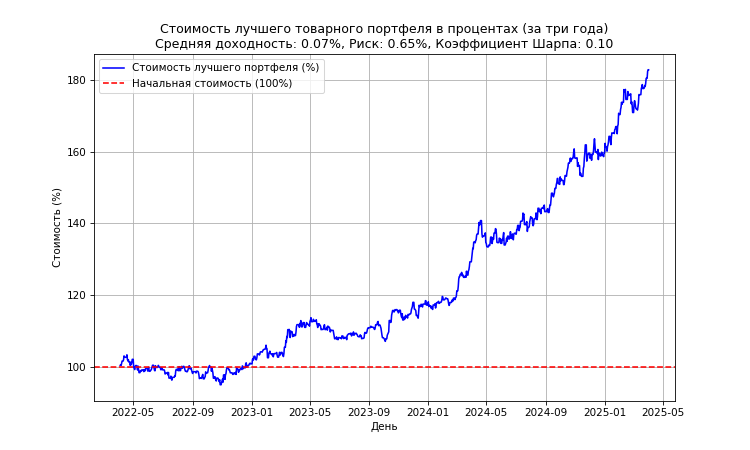 Стоимость лучшего товарного портфеля в процентах (за три года)
Средняя доходность: 0.07%, Риск: 0.65%, Коэффициент Шарпа: 0.10
Стоимость лучшего портфеля (%)
Начальная стоимость (100%)
Стоимость (%)
180
160
140
120
100
2022-05 2022-09 2023-01 2023-05 2023-09 2024-01 2024-05 2024-09 2025-01 2025-05
День